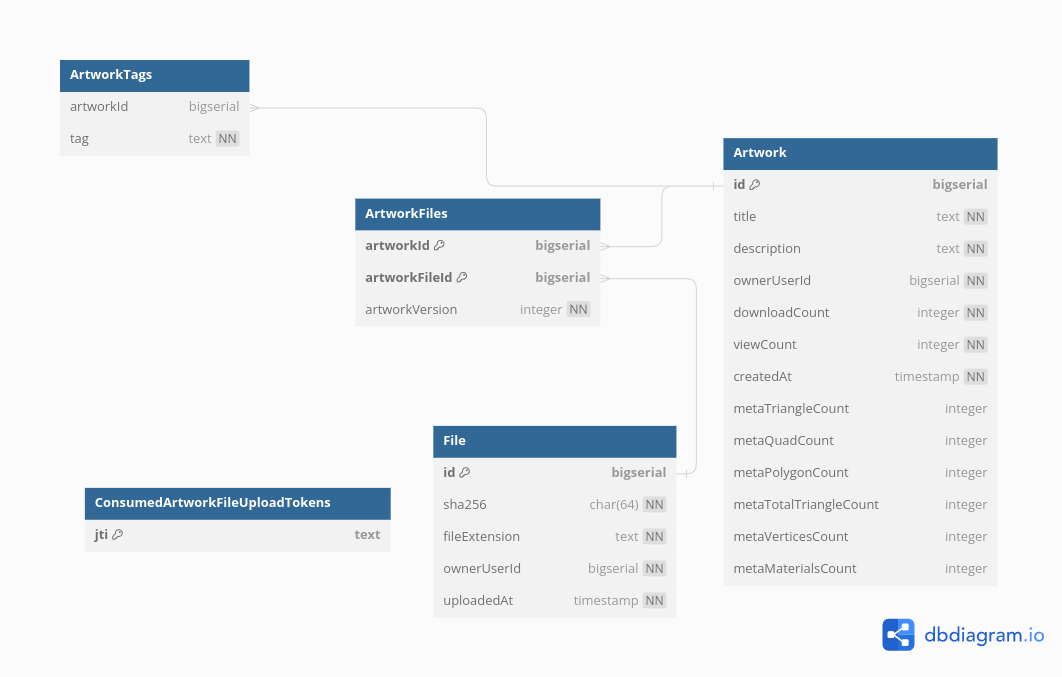 ArtworkTags
artworkId bigserial
tag text NN
Artwork
id bigserial
title text NN
description text NN
ownerUserId bigserial NN
downloadCount integer NN
viewCount integer NN
createdAt timestamp NN
metaTriangleCount integer
metaQuadCount integer
metaPolygonCount integer
metaTotalTriangleCount integer
metaVerticesCount integer
metaMaterialsCount integer
ArtworkFiles
artworkId bigserial
artworkFileId bigserial
artworkVersion integer NN
File
id bigserial
sha256 char(64) NN
fileExtension text NN
ownerUserId bigserial NN
uploadedAt timestamp NN
ConsumedArtworkFileUploadTokens
jti text
dbdiagram.io